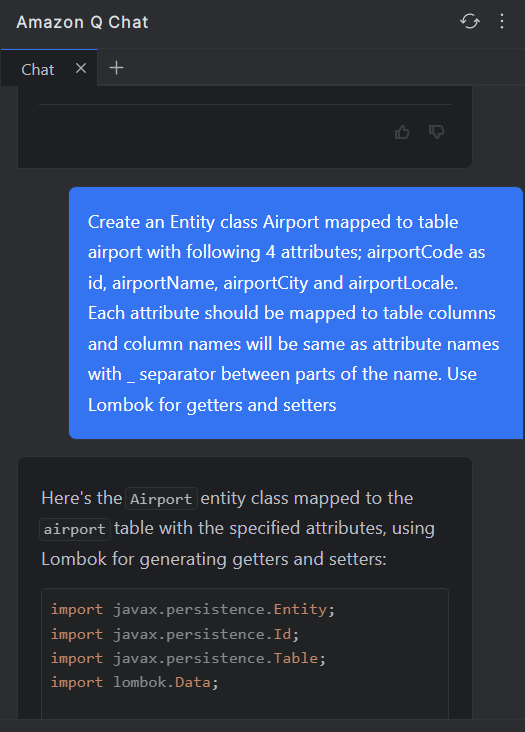 Amazon Q Chat
Chat
Create an Entity class Airport mapped to table
airport with following 4 attributes; airportCode as
id, airportName, airportCity and airportLocale.
Each attribute should be mapped to table columns
and column names will be same as attribute names
with _ separator between parts of the name. Use
Lombok for getters and setters
Here's the Airport entity class mapped to the
airport table with the specified attributes, using
Lombok for generating getters and setters:
import javax.persistence.Entity;
import javax.persistence.Id;
import javax.persistence.Table;
import lombok.Data;